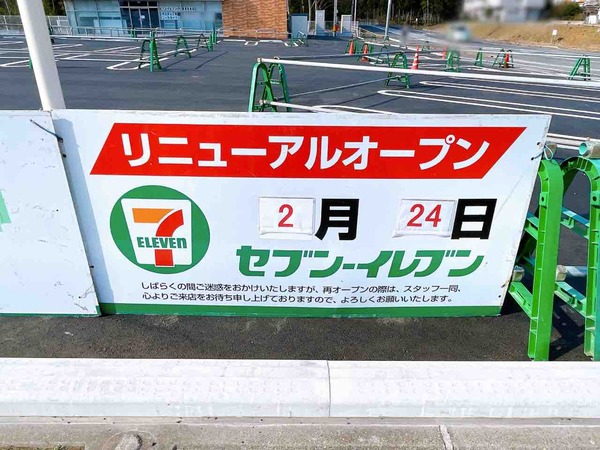 リニューアルオープン
7 ELEVEN
2月 24日
セブン-イレブン
しばらくの間ご迷惑をおかけいたしますが、再オープンの際は、スタッフ一同、
心よりご来店をお待ち申し上げておりますので、よろしくお願いいたします。